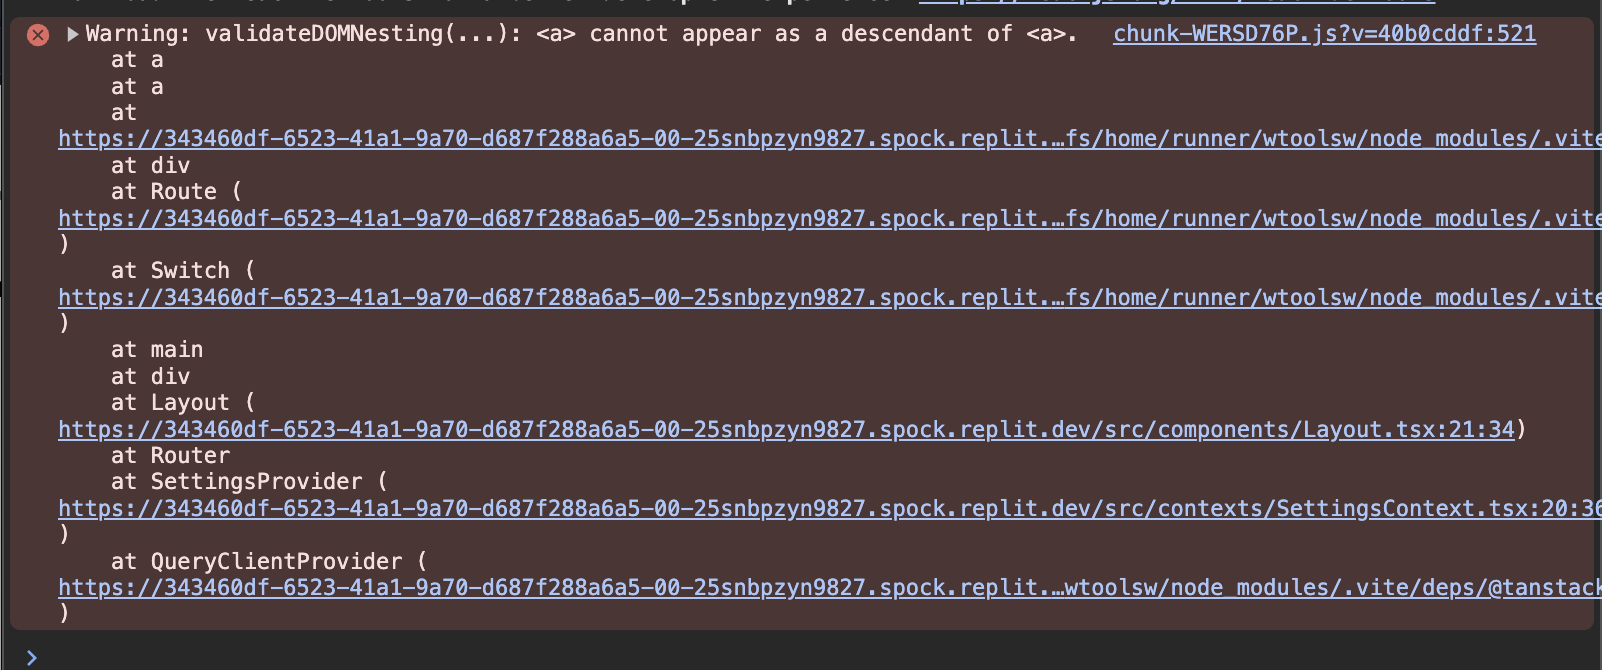 Warning: validateDOMNesting(...): <a> cannot appear as a descendant of <a>. chunk-WERSD76P.js?v=40b0cddf:521
at a
at a
at
https://343460df-6523-41a1-9a70-d687f288a6a5-00-25snbpzyn9827.spock.replit.…fs/home/runner/wtoolsw/node_modules/.vite
at div
at Route (
https://343460df-6523-41a1-9a70-d687f288a6a5-00-25snbpzyn9827.spock.replit.…fs/home/runner/wtoolsw/node_modules/.vite
)
at Switch (
https://343460df-6523-41a1-9a70-d687f288a6a5-00-25snbpzyn9827.spock.replit.…fs/home/runner/wtoolsw/node_modules/.vite
)
at main
at div
at Layout (
https://343460df-6523-41a1-9a70-d687f288a6a5-00-25snbpzyn9827.spock.replit.dev/src/components/Layout.tsx:21:34)
at Router
at SettingsProvider (
https://343460df-6523-41a1-9a70-d687f288a6a5-00-25snbpzyn9827.spock.replit.dev/src/contexts/SettingsContext.tsx:20:36
)
at QueryClientProvider (
https://343460df-6523-41a1-9a70-d687f288a6a5-00-25snbpzyn9827.spock.replit.…wtoolsw/node_modules/.vite/deps/@tanstack
)